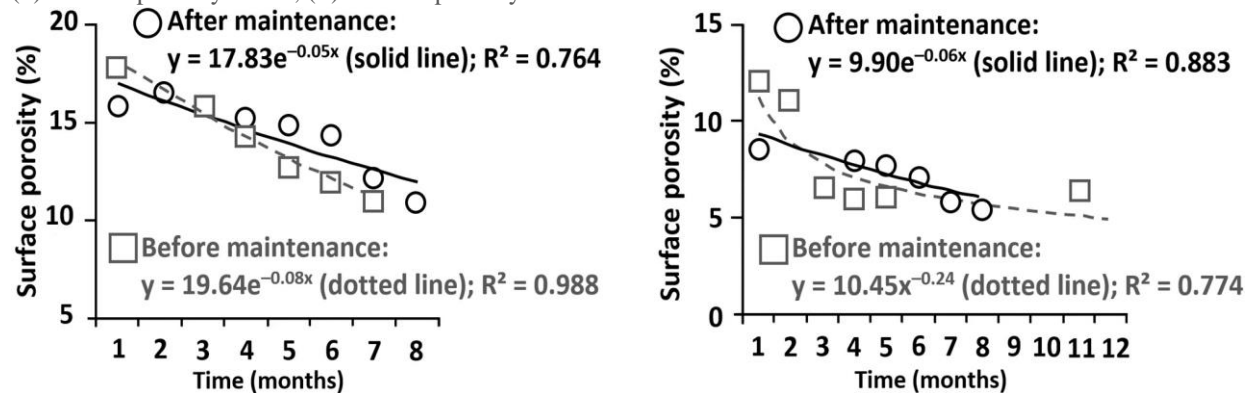 After maintenance:
y = 17.83e⁻⁰·⁰⁵ˣ (solid line); R² = 0.764
20
15
10
5
Surface porosity (%)
Before maintenance:
y = 19.64e⁻⁰·⁰⁸ˣ (dotted line); R² = 0.988
1 2 3 4 5 6 7 8
Time (months)
After maintenance:
y = 9.90e⁻⁰·⁰⁶ˣ (solid line); R² = 0.883
15
10
5
0
Surface porosity (%)
Before maintenance:
y = 10.45x⁻⁰·²⁴ (dotted line); R² = 0.774
1 2 3 4 5 6 7 8 9 10 11 12
Time (months)